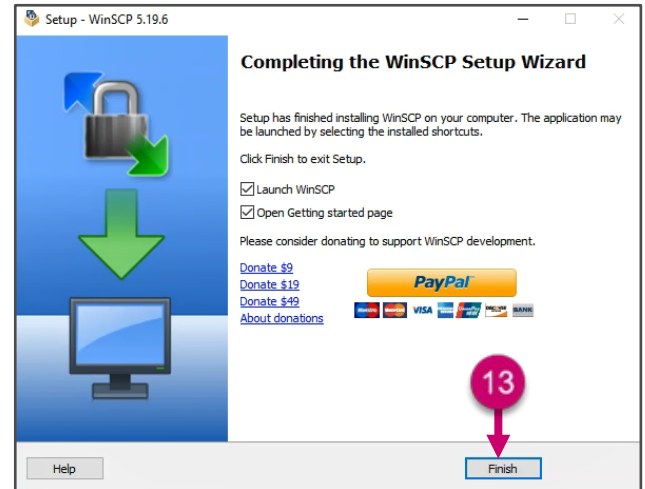 Setup - WinSCP 5.19.6
Completing the WinSCP Setup Wizard
Setup has finished installing WinSCP on your computer. The application may
be launched by selecting the installed shortcuts.
Click Finish to exit Setup.
Launch WinSCP
Open Getting started page
Please consider donating to support WinSCP development.
Donate $9
Donate $19
Donate $49
About donations
PayPal
VISA
BANK
13
Help
Finish